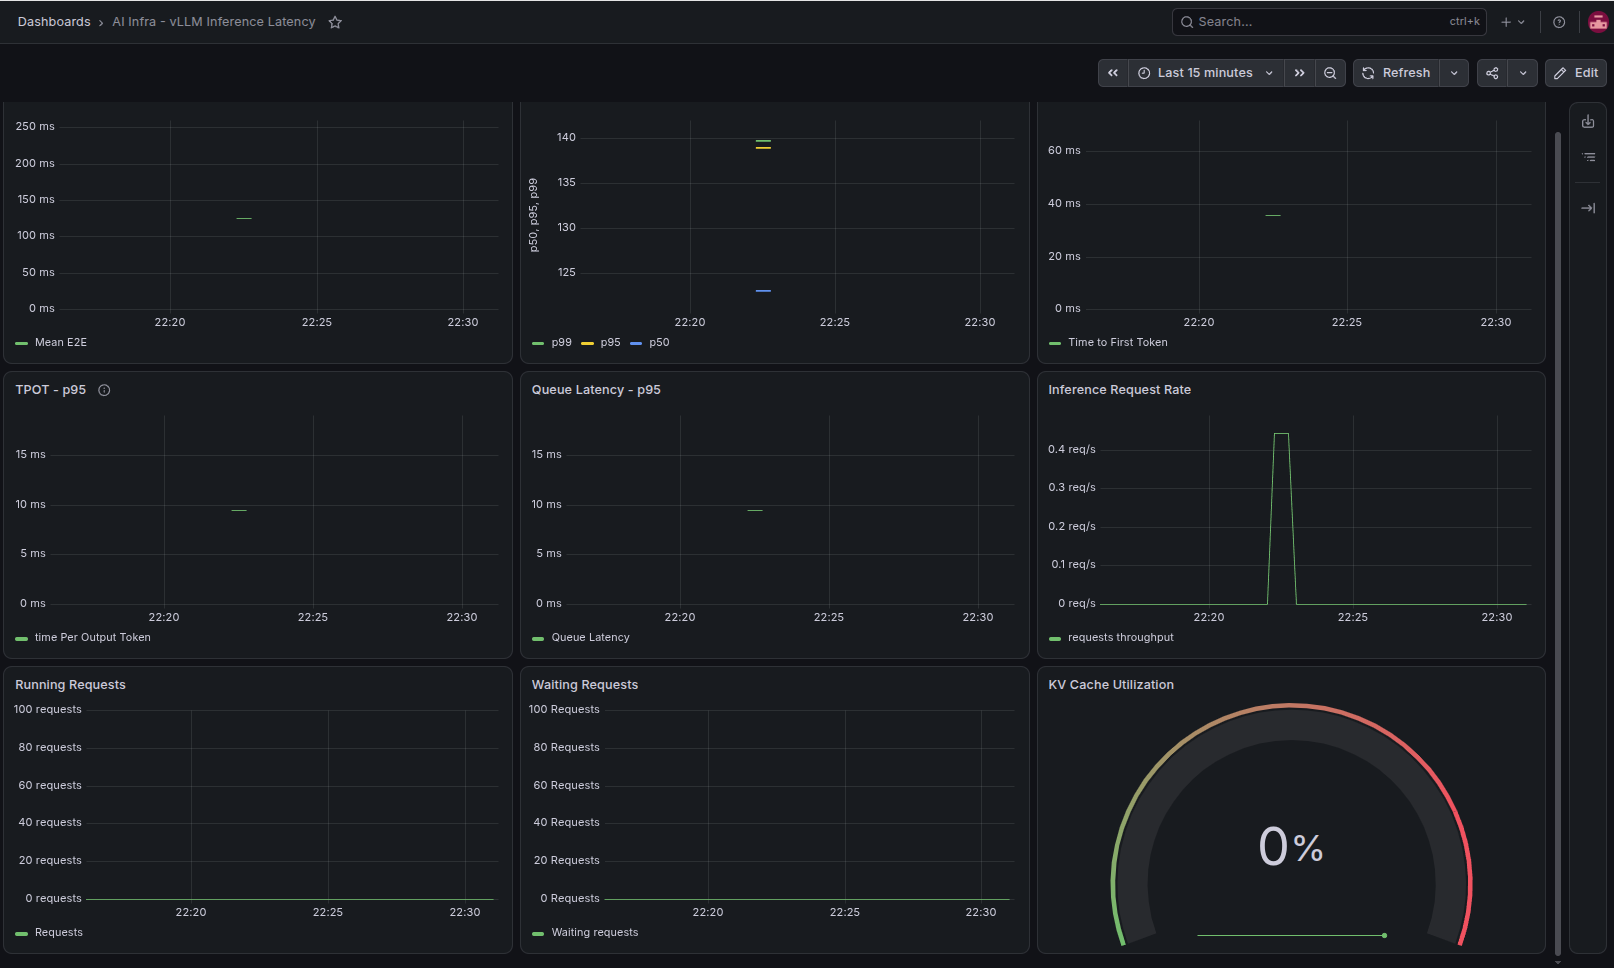 Dashboards › AI Infra - vLLM Inference Latency
Search... ctrl+k
Last 15 minutes
Refresh
Edit
250 ms
200 ms
150 ms
100 ms
50 ms
0 ms
22:20 22:25 22:30
Mean E2E
p50, p95, p99
140
135
130
125
22:20 22:25 22:30
p99 p95 p50
60 ms
40 ms
20 ms
0 ms
22:20 22:25 22:30
Time to First Token
TPOT - p95
15 ms
10 ms
5 ms
0 ms
22:20 22:25 22:30
time Per Output Token
Queue Latency - p95
15 ms
10 ms
5 ms
0 ms
22:20 22:25 22:30
Queue Latency
Inference Request Rate
0.4 req/s
0.3 req/s
0.2 req/s
0.1 req/s
0 req/s
22:20 22:25 22:30
requests throughput
Running Requests
100 requests
80 requests
60 requests
40 requests
20 requests
0 requests
22:20 22:25 22:30
Requests
Waiting Requests
100 Requests
80 Requests
60 Requests
40 Requests
20 Requests
0 Requests
22:20 22:25 22:30
Waiting requests
KV Cache Utilization
0%